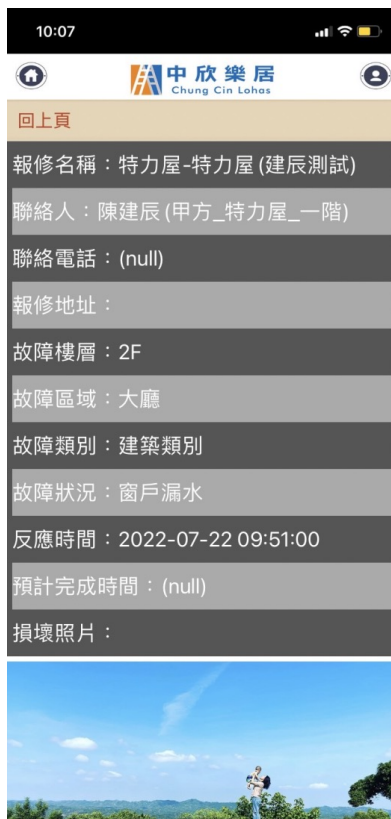 10:07
中欣樂居
Chung Cin Lohas
回上頁
報修名稱：特力屋-特力屋(建辰測試)
聯絡人：陳建辰(甲方_特力屋_一階)
聯絡電話：(null)
報修地址：
故障樓層：2F
故障區域：大廳
故障類別：建築類別
故障狀況：窗戶漏水
反應時間：2022-07-22 09:51:00
預計完成時間：(null)
損壞照片：